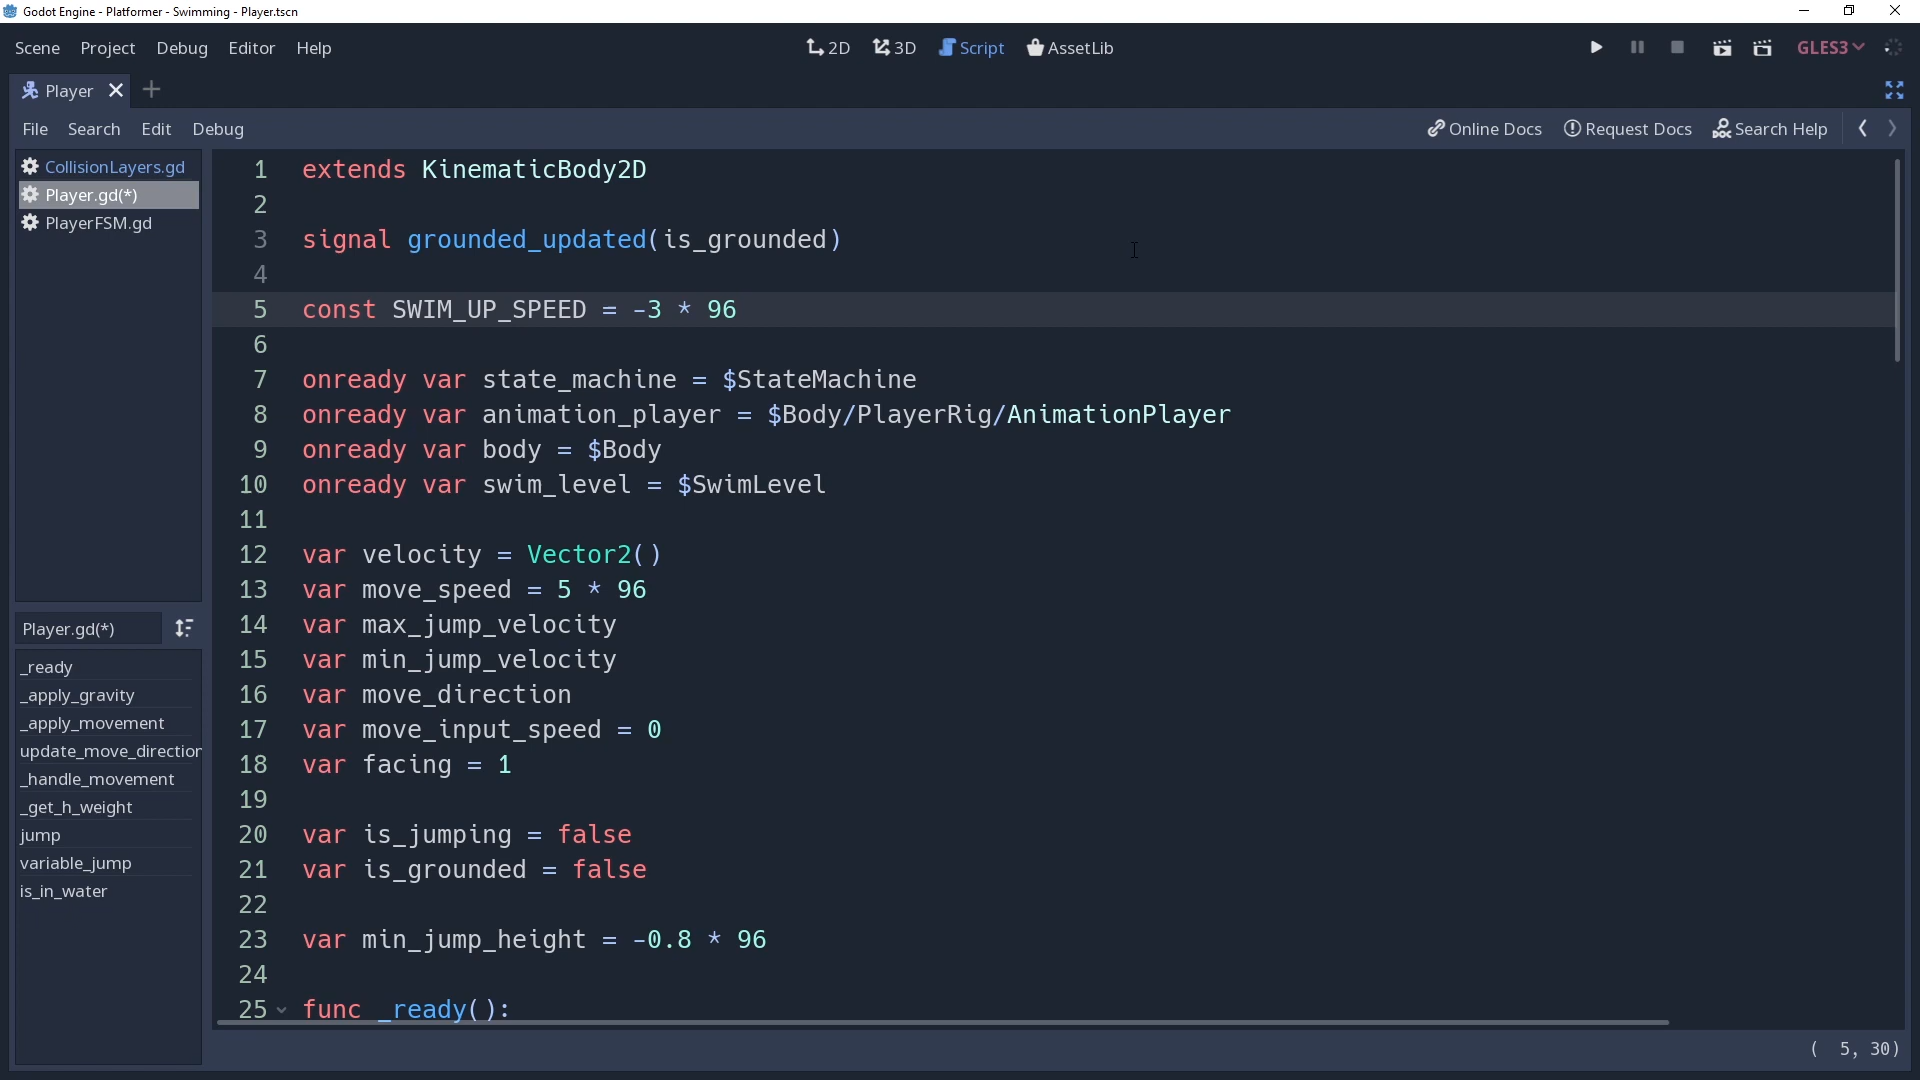 Godot Engine - Platformer - Swimming - Player.tscn
Scene Project Debug Editor Help
2D 3D Script AssetLib
GLES3
Player
File Search Edit Debug
Online Docs Request Docs Search Help
CollisionLayers.gd
Player.gd(*)
PlayerFSM.gd
Player.gd(*)
_ready
_apply_gravity
_apply_movement
update_move_direction
_handle_movement
_get_h_weight
jump
variable_jump
is_in_water
1 extends KinematicBody2D
2
3 signal grounded_updated(is_grounded)
4
5 const SWIM_UP_SPEED = -3 * 96
6
7 onready var state_machine = $StateMachine
8 onready var animation_player = $Body/PlayerRig/AnimationPlayer
9 onready var body = $Body
10 onready var swim_level = $SwimLevel
11
12 var velocity = Vector2()
13 var move_speed = 5 * 96
14 var max_jump_velocity
15 var min_jump_velocity
16 var move_direction
17 var move_input_speed = 0
18 var facing = 1
19
20 var is_jumping = false
21 var is_grounded = false
22
23 var min_jump_height = -0.8 * 96
24
25 func _ready():
( 5, 30)